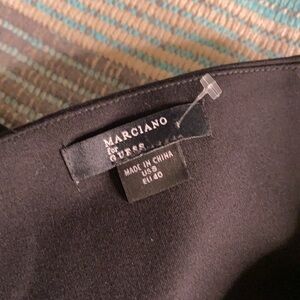 MARCIANO
for
GUESS
MADE IN CHINA
US 8
EU 40